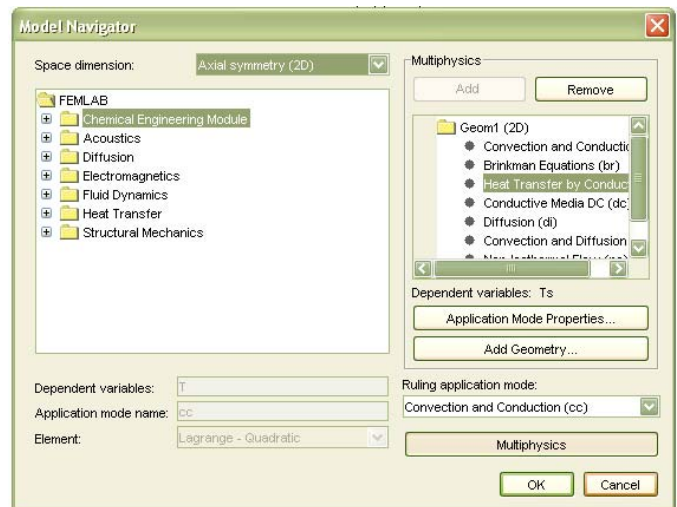 Model Navigator
Space dimension:
Axial symmetry (2D)
FEMLAB
Chemical Engineering Module
Acoustics
Diffusion
Electromagnetics
Fluid Dynamics
Heat Transfer
Structural Mechanics
Dependent variables:
T
Application mode name:
cc
Element:
Lagrange - Quadratic
Multiphysics
Add
Remove
Geom1 (2D)
Convection and Conductic
Brinkman Equations (br)
Heat Transfer by Conduc
Conductive Media DC (dc
Diffusion (di)
Convection and Diffusion
Dependent variables: Ts
Application Mode Properties...
Add Geometry...
Ruling application mode:
Convection and Conduction (cc)
Multiphysics
OK
Cancel